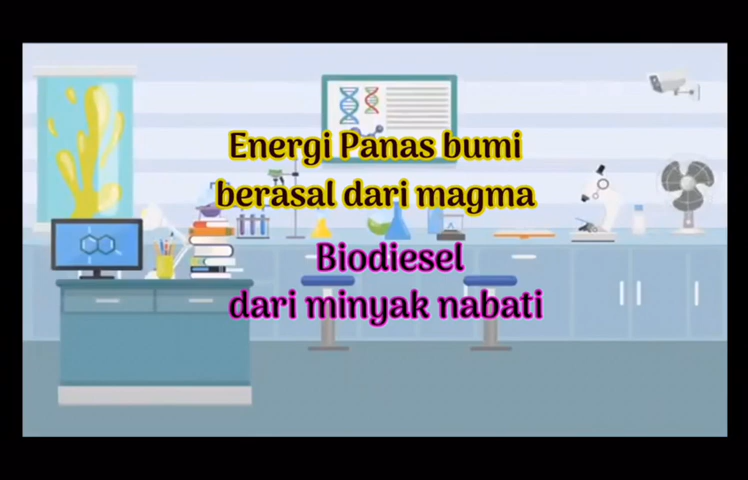 Energi Panas bumi
berasal dari magma
Biodiesel
dari minyak nabati